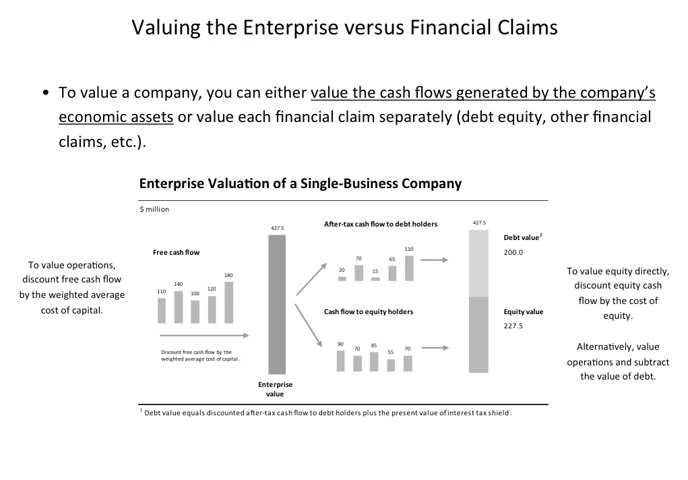 Valuing the Enterprise versus Financial Claims
• To value a company, you can either value the cash flows generated by the company's
economic assets or value each financial claim separately (debt equity, other financial
claims, etc.).
Enterprise Valuation of a Single-Business Company
$ million
To value operations,
discount free cash flow
by the weighted average
cost of capital.
Free cash flow
110 140 100 120 180
Discount free cash flow by the
weighted average cost of capital.
427.5
Enterprise
value
After-tax cash flow to debt holders
20 70 15 65 110
Cash flow to equity holders
90 70 85 55 70
427.5
Debt value¹
200.0
Equity value
227.5
To value equity directly,
discount equity cash
flow by the cost of
equity.
Alternatively, value
operations and subtract
the value of debt.
¹ Debt value equals discounted after-tax cash flow to debt holders plus the present value of interest tax shield .